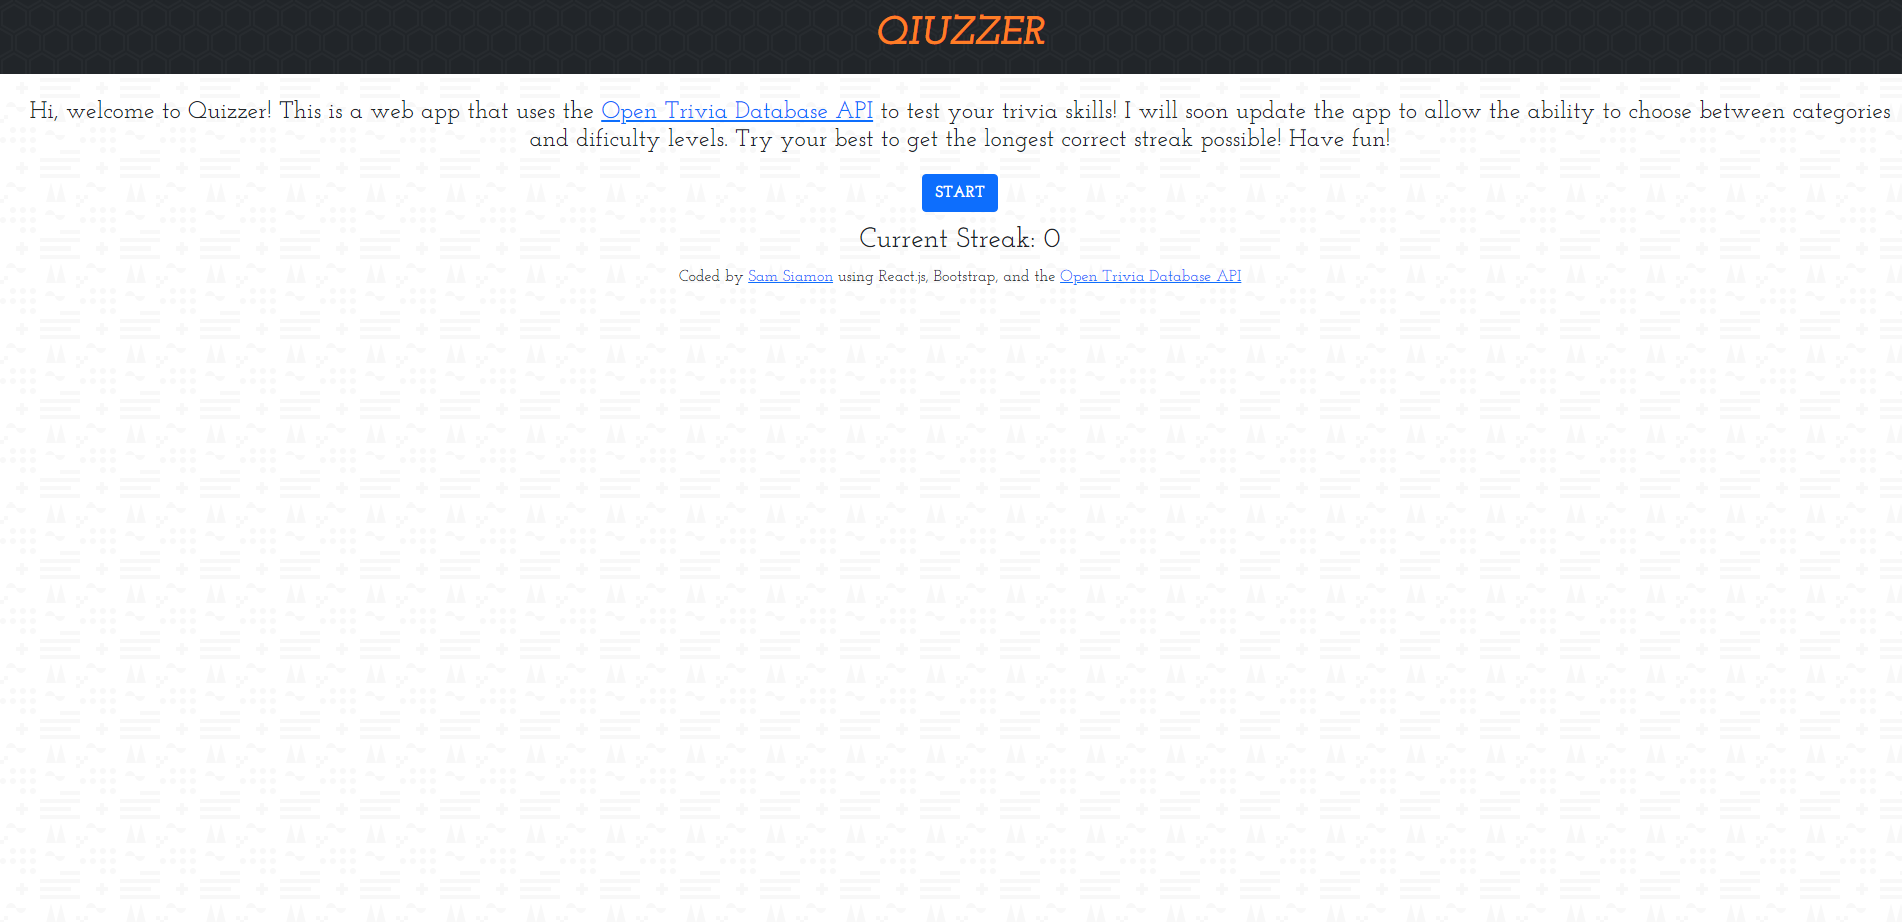 QIUZZER
Hi, welcome to Quizzer! This is a web app that uses the Open Trivia Database API to test your trivia skills! I will soon update the app to allow the ability to choose between categories
and dificulty levels. Try your best to get the longest correct streak possible! Have fun!
START
Current Streak: 0
Coded by Sam Siamon using React.js, Bootstrap, and the Open Trivia Database API